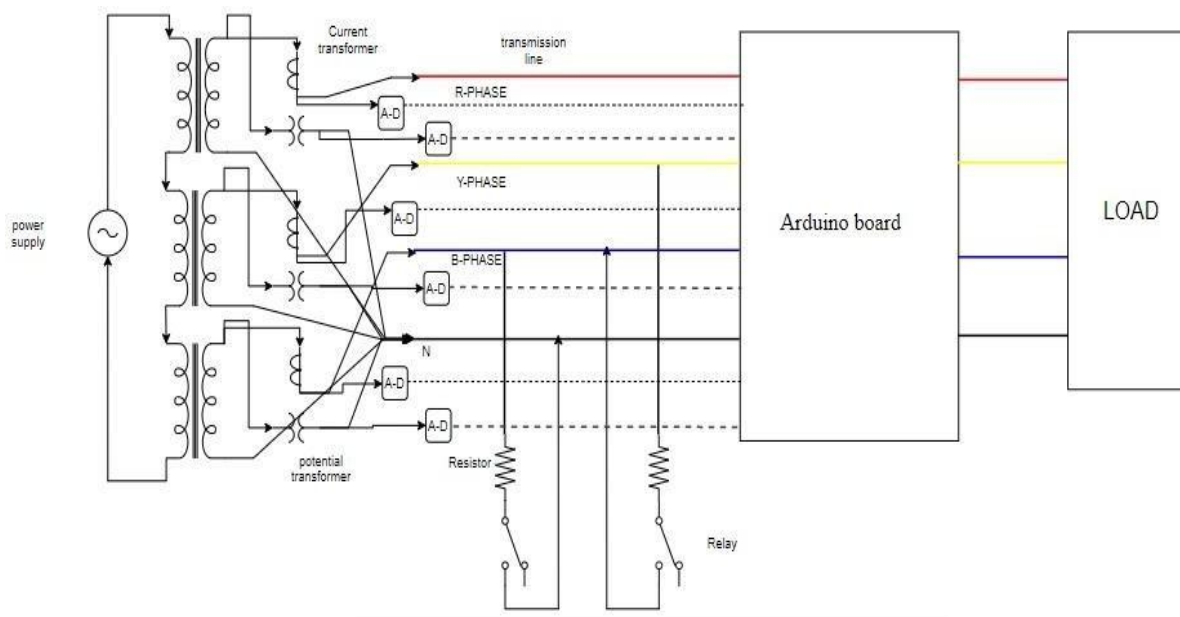 Current
transformer
transmission
line
R-PHASE
A-D
A-D
Y-PHASE
A-D
power
supply
Arduino board
LOAD
B-PHASE
A-D
N
A-D
A-D
potential
transformer
Resistor
Relay